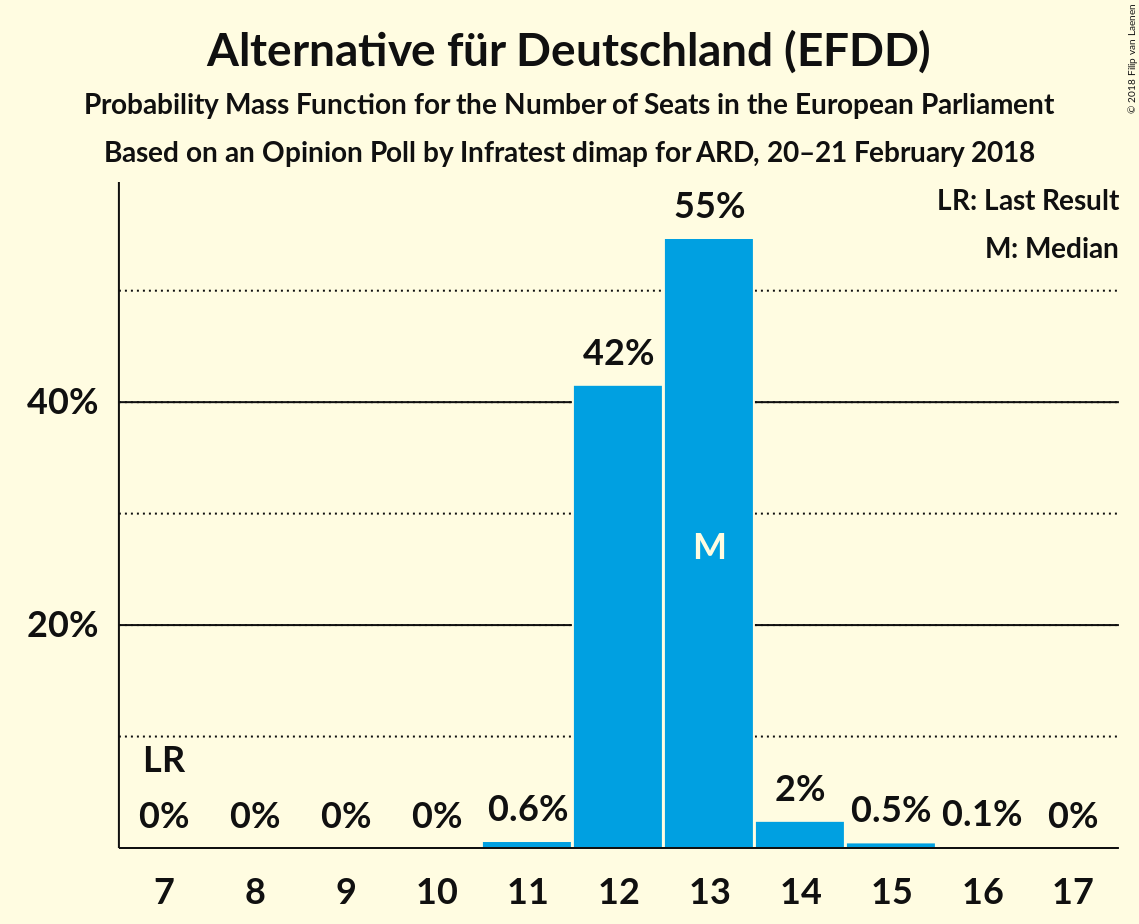 Alternative für Deutschland (EFDD)
Probability Mass Function for the Number of Seats in the European Parliament
Based on an Opinion Poll by Infratest dimap for ARD, 20–21 February 2018
© 2018 Filip van Laenen
LR: Last Result
M: Median
55%
42%
40%
M
20%
LR
0% 0% 0% 0% 0.6% 2% 0.5% 0.1% 0%
7 8 9 10 11 12 13 14 15 16 17